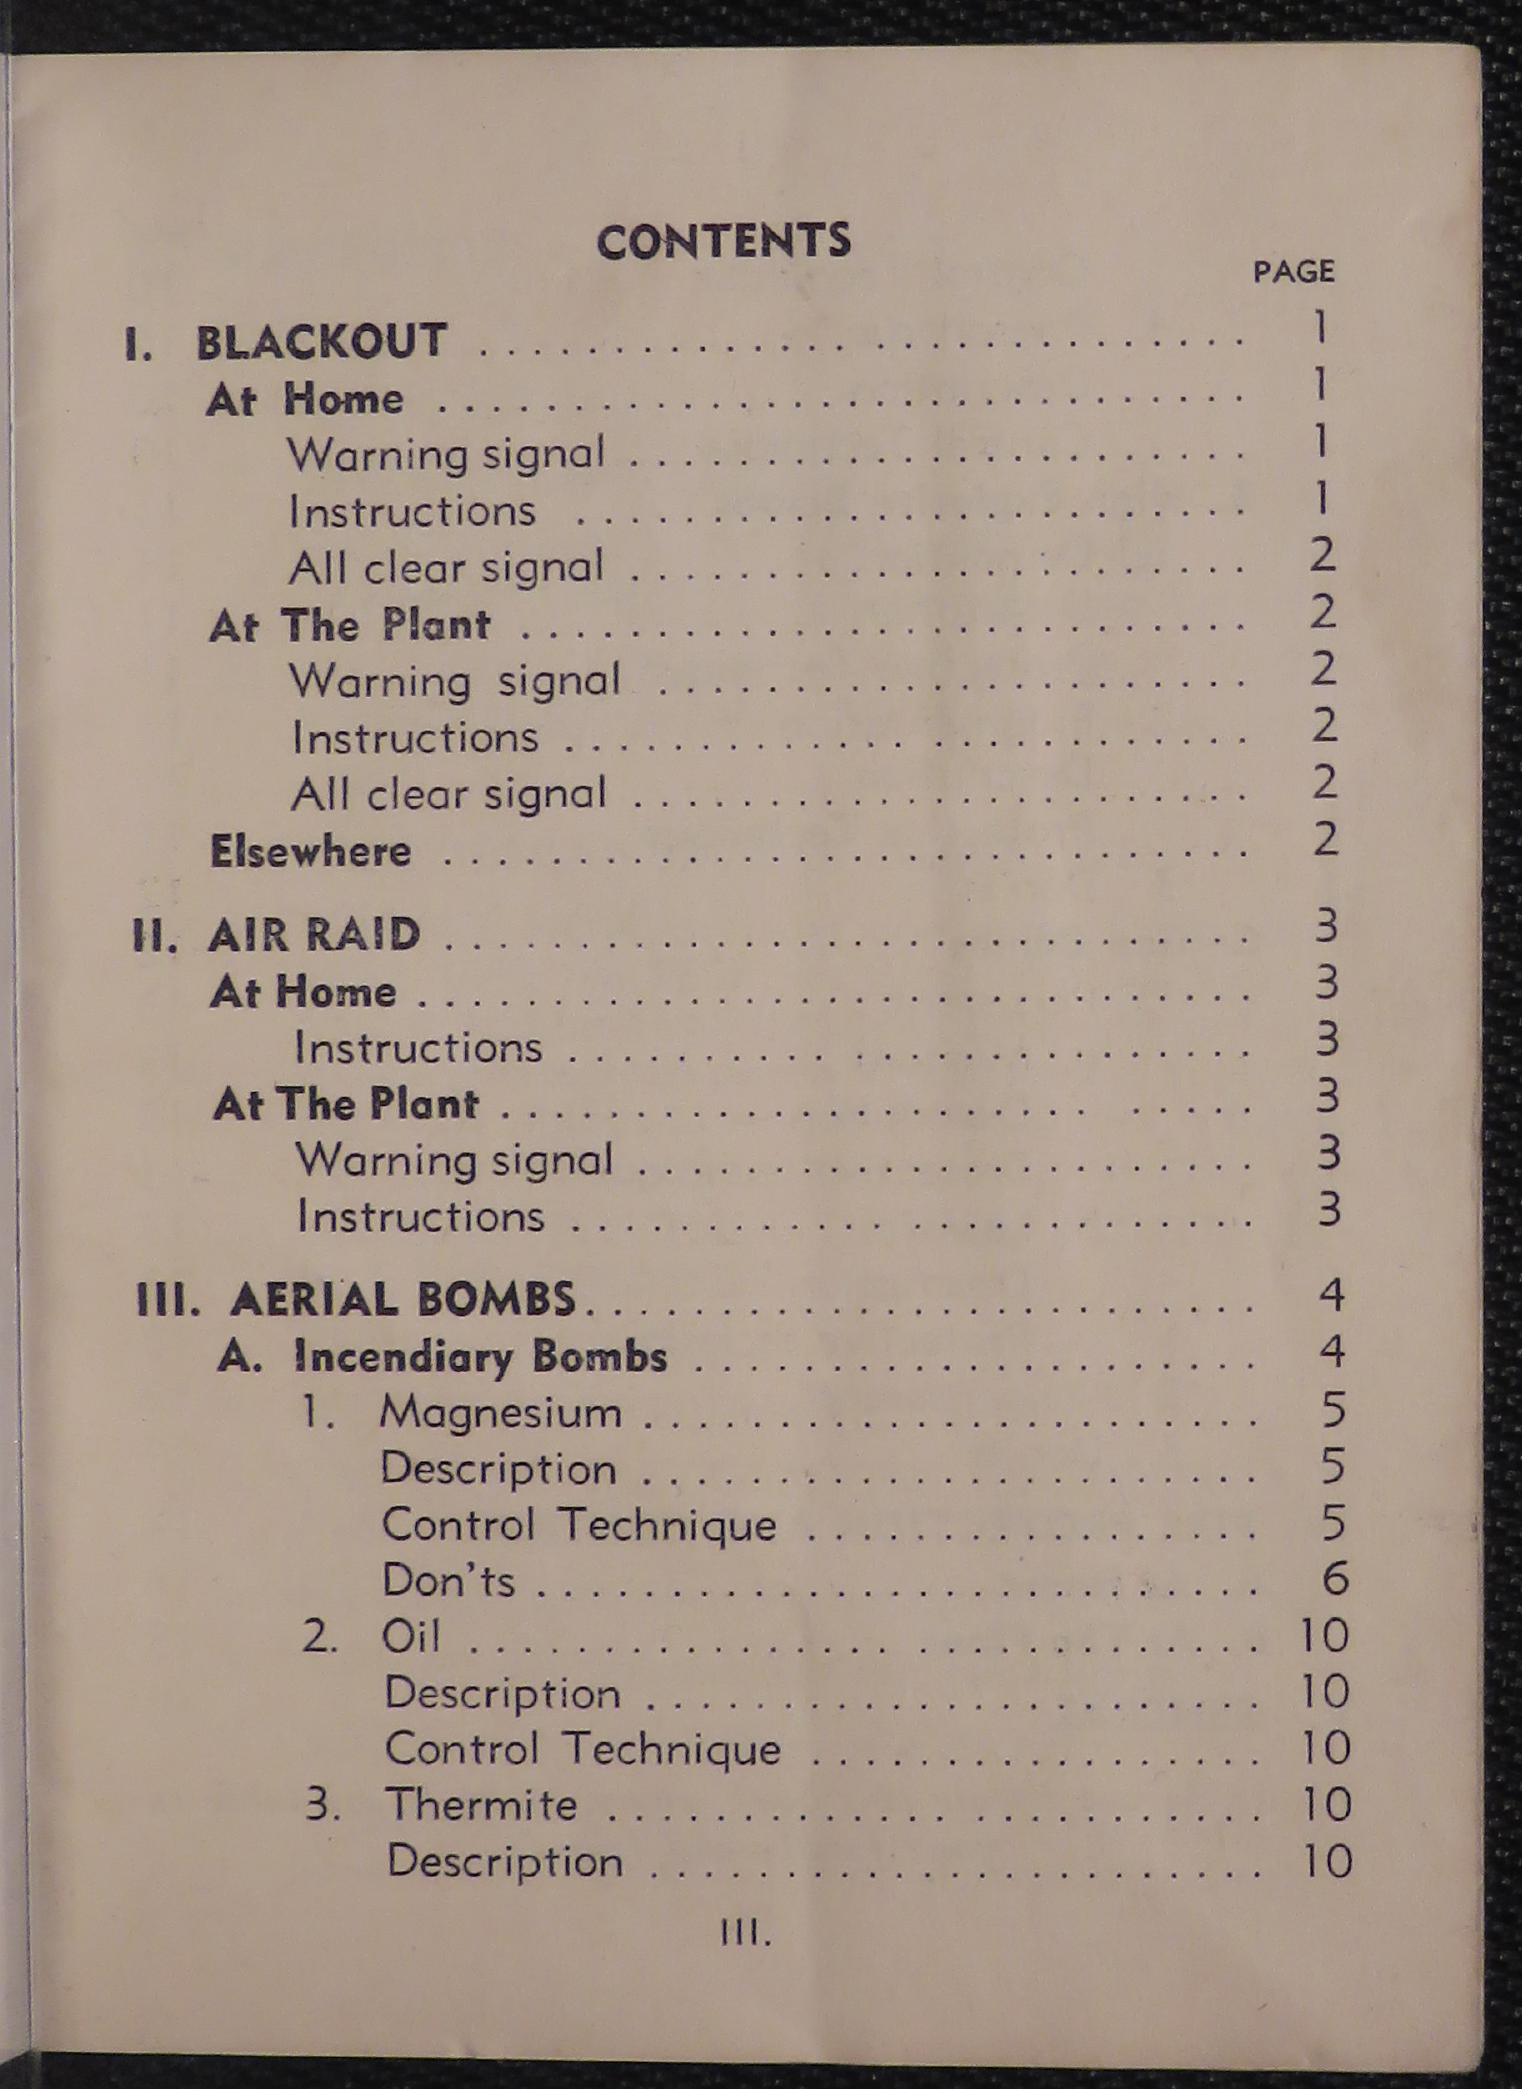 CONTENTS
PAGE
I. BLACKOUT . . . . . . . . . . . . . . . . . . . . . . . . . . . . 1
At Home . . . . . . . . . . . . . . . . . . . . . . . . . . . . . . 1
Warning signal . . . . . . . . . . . . . . . . . . . . . . . 1
Instructions . . . . . . . . . . . . . . . . . . . . . . . . . 1
All clear signal . . . . . . . . . . . . . . . . . . . . . . . 2
At The Plant . . . . . . . . . . . . . . . . . . . . . . . . . . . 2
Warning signal . . . . . . . . . . . . . . . . . . . . . . 2
Instructions . . . . . . . . . . . . . . . . . . . . . . . . . 2
All clear signal . . . . . . . . . . . . . . . . . . . . . . . 2
Elsewhere . . . . . . . . . . . . . . . . . . . . . . . . . . . . . . 2
II. AIR RAID . . . . . . . . . . . . . . . . . . . . . . . . . . . . . . 3
At Home . . . . . . . . . . . . . . . . . . . . . . . . . . . . . . . 3
Instructions . . . . . . . . . . . . . . . . . . . . . . . . . 3
At The Plant . . . . . . . . . . . . . . . . . . . . . . . . . . . 3
Warning signal . . . . . . . . . . . . . . . . . . . . . . . 3
Instructions . . . . . . . . . . . . . . . . . . . . . . . . . 3
III. AERIAL BOMBS . . . . . . . . . . . . . . . . . . . . . . . . . 4
A. Incendiary Bombs . . . . . . . . . . . . . . . . . . . . . 4
1. Magnesium . . . . . . . . . . . . . . . . . . . . . . . 5
Description . . . . . . . . . . . . . . . . . . . . . . . 5
Control Technique . . . . . . . . . . . . . . . . . 5
Don'ts . . . . . . . . . . . . . . . . . . . . . . . . . . . 6
2. Oil . . . . . . . . . . . . . . . . . . . . . . . . . . . . . 10
Description . . . . . . . . . . . . . . . . . . . . . . . 10
Control Technique . . . . . . . . . . . . . . . . . 10
3. Thermite . . . . . . . . . . . . . . . . . . . . . . . . 10
Description . . . . . . . . . . . . . . . . . . . . . . . 10
III.